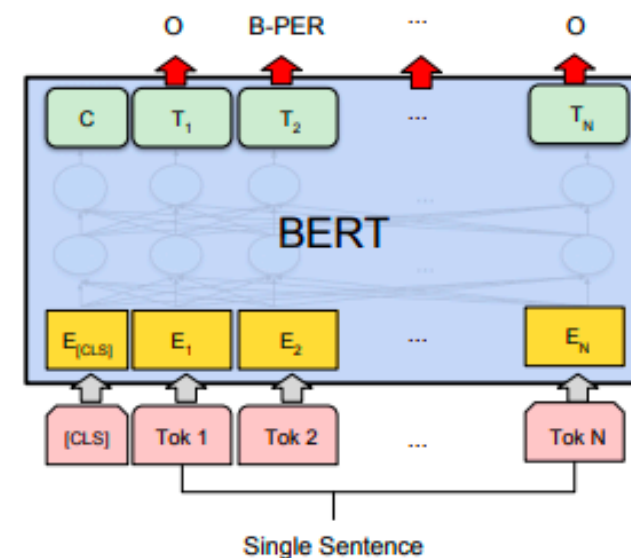 O B-PER ... O
C T1 T2 ... TN
...
BERT
...
E[CLS] E1 E2 ... EN
[CLS] Tok 1 Tok 2 ... Tok N
Single Sentence